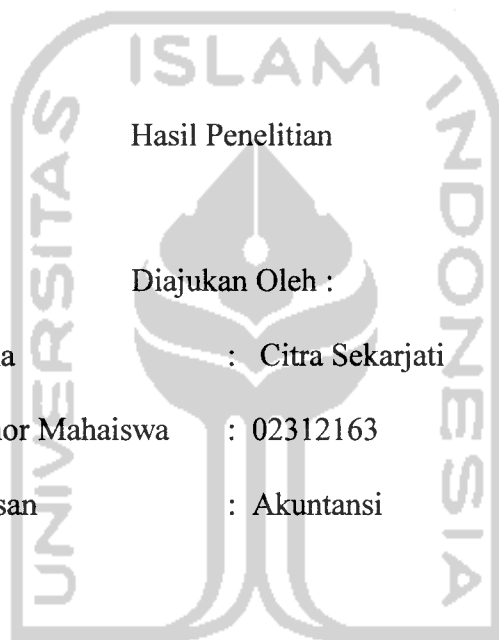 ISLAM
UNIVERSITAS
INDONESIA
Hasil Penelitian
Diajukan Oleh :
a : Citra Sekarjati
or Mahaiswa : 02312163
san : Akuntansi